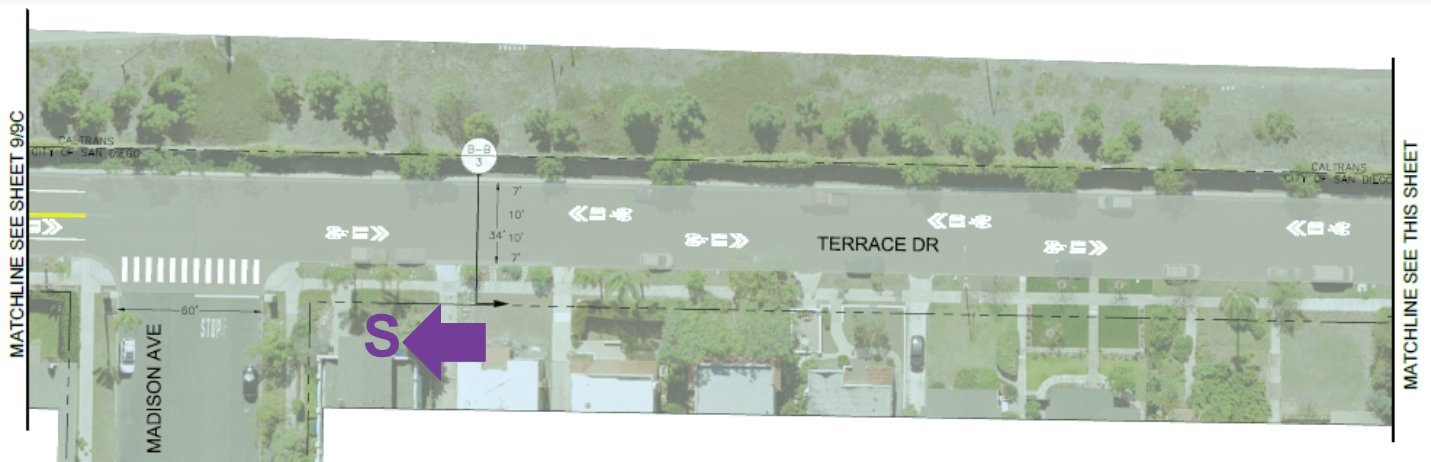 MATCHLINE SEE SHEET 9/9C
CALTRANS
CITY OF SAN DIEGO
B-B
3
7'
10'
34'
10'
7'
TERRACE DR
CALTRANS
CITY OF SAN DIEGO
60'
STOP
MADISON AVE
S
MATCHLINE SEE THIS SHEET